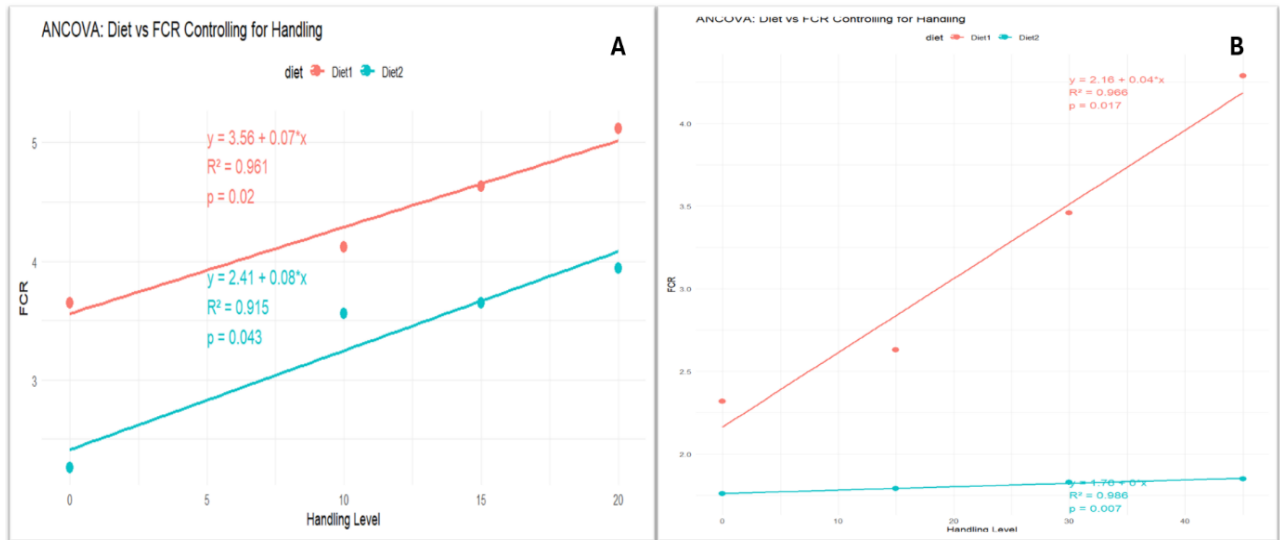 ANCOVA: Diet vs FCR Controlling for Handling
A
diet Diet1 Diet2
y = 3.56 + 0.07*x
R² = 0.961
p = 0.02
y = 2.41 + 0.08*x
R² = 0.915
p = 0.043
5
4
3
FCR
0 5 10 15 20
Handling Level
ANCOVA: Diet vs FCR Controlling for Handling
B
diet Diet1 Diet2
y = 2.16 + 0.04*x
R² = 0.966
p = 0.017
4.0
3.5
3.0
2.5
2.0
FCR
y = 1.76 + 0*x
R² = 0.986
p = 0.007
0 10 20 30 40
Handling Level